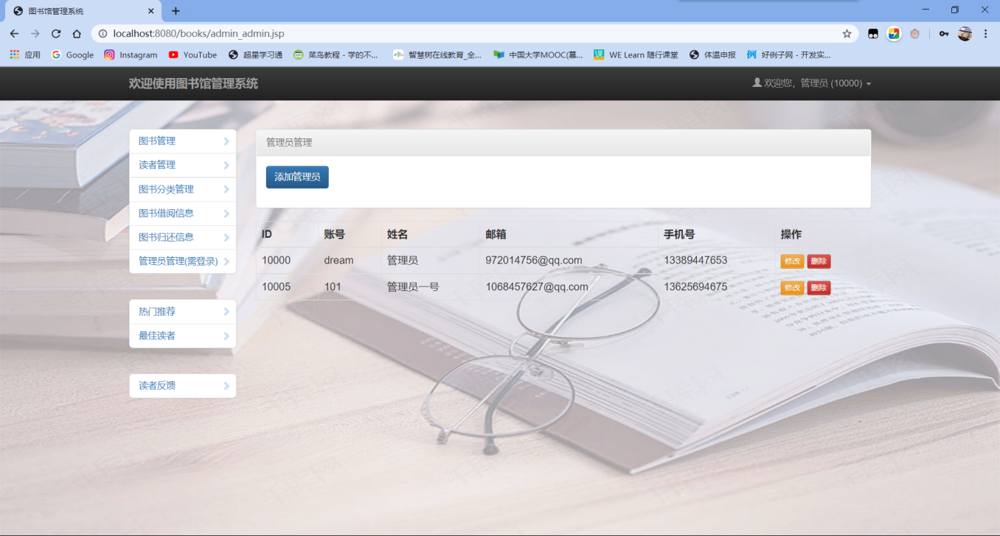 图书馆管理系统
localhost:8080/books/admin_admin.jsp
应用 Google Instagram YouTube 超星学习通 菜鸟教程 - 学的不... 智慧树在线教育_全... 中国大学MOOC(慕... WE Learn 随行课堂 体温申报 好例子网 - 开发实...
欢迎使用图书馆管理系统 欢迎您，管理员 (10000)
图书管理
读者管理
图书分类管理
图书借阅信息
图书归还信息
管理员管理(需登录)
热门推荐
最佳读者
读者反馈
管理员管理
添加管理员
ID 账号 姓名 邮箱 手机号 操作
10000 dream 管理员 972014756@qq.com 13389447653 修改 删除
10005 101 管理员一号 1068457627@qq.com 13625694675 修改 删除